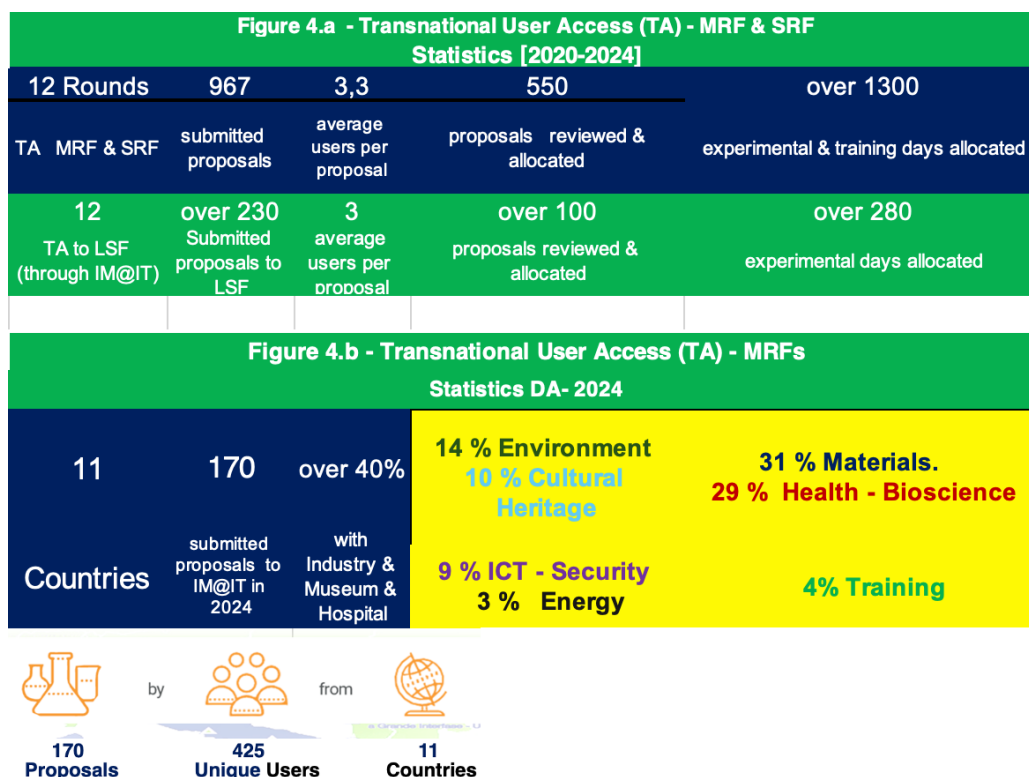 Figure 4.a - Transnational User Access (TA) - MRF & SRF
Statistics [2020-2024]
12 Rounds
TA MRF & SRF
967
submitted
proposals
3,3
average
users per
proposal
550
proposals reviewed &
allocated
over 1300
experimental & training days allocated
12
TA to LSF
(through IM@IT)
over 230
Submitted
proposals to
LSF
3
average
users per
proposal
over 100
proposals reviewed &
allocated
over 280
experimental days allocated
Figure 4.b - Transnational User Access (TA) - MRFs
Statistics DA- 2024
11
Countries
170
submitted
proposals to
IM@IT in
2024
over 40%
with
Industry &
Museum &
Hospital
14 % Environment
10 % Cultural
Heritage
31 % Materials.
29 % Health - Bioscience
9 % ICT - Security
3 % Energy
4% Training
by
from
a Grande Interfase - U
170
Proposals
425
Unique Users
11
Countries